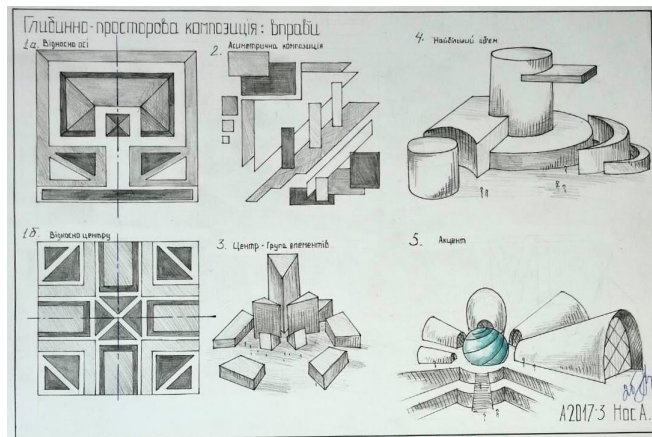 Глибинно-просторова композиція: вправи
1а. Відносно осі
2. Асиметрична композиція
4. Найбільший об'єм
1б. Відносно центру
3. Центр-група елементів
5. Акцент
А2017-3 Нос А.